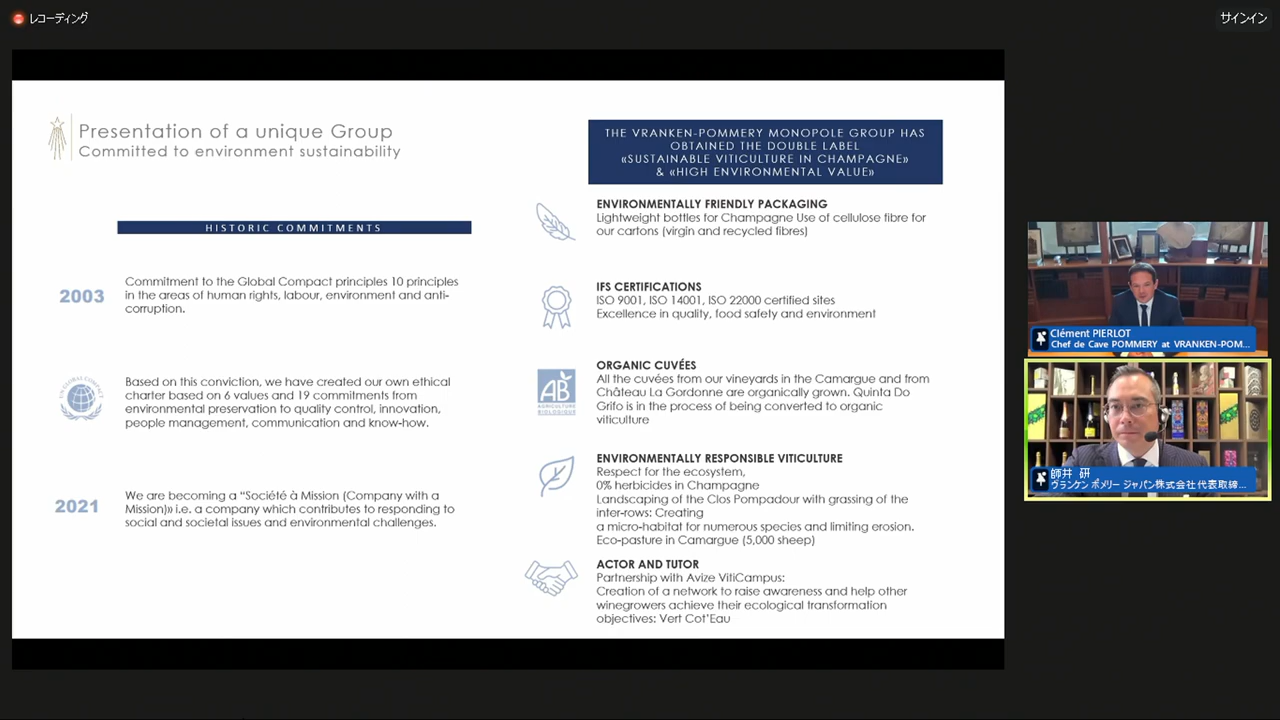 レコーディング
サインイン
Presentation of a unique Group
Committed to environment sustainability
HISTORIC COMMITMENTS
2003
Commitment to the Global Compact principles 10 principles
in the areas of human rights, labour, environment and anti-
corruption.
Based on this conviction, we have created our own ethical
charter based on 6 values and 19 commitments from
environmental preservation to quality control, innovation,
people management, communication and know-how.
2021
We are becoming a “Société à Mission (Company with a
Mission)» i.e. a company which contributes to responding to
social and societal issues and environmental challenges.
THE VRANKEN-POMMERY MONOPOLE GROUP HAS
OBTAINED THE DOUBLE LABEL
«SUSTAINABLE VITICULTURE IN CHAMPAGNE»
& «HIGH ENVIRONMENTAL VALUE»
ENVIRONMENTALLY FRIENDLY PACKAGING
Lightweight bottles for Champagne Use of cellulose fibre for
our cartons (virgin and recycled fibres)
IFS CERTIFICATIONS
ISO 9001, ISO 14001, ISO 22000 certified sites
Excellence in quality, food safety and environment
AB
AGRICULTURE
BIOLOGIQUE
ORGANIC CUVÉES
All the cuvées from our vineyards in the Camargue and from
Château La Gordonne are organically grown. Quinta Do
Grifo is in the process of being converted to organic
viticulture
ENVIRONMENTALLY RESPONSIBLE VITICULTURE
Respect for the ecosystem,
0% herbicides in Champagne
Landscaping of the Clos Pompadour with grassing of the
inter-rows: Creating
a micro-habitat for numerous species and limiting erosion.
Eco-pasture in Camargue (5,000 sheep)
ACTOR AND TUTOR
Partnership with Avize VitiCampus:
Creation of a network to raise awareness and help other
winegrowers achieve their ecological transformation
objectives: Vert Cot’Eau
Clément PIERLOT
Chef de Cave POMMERY at VRANKEN-POM...
師井 研
ヴランケン ポメリー ジャパン株式会社 代表取締...